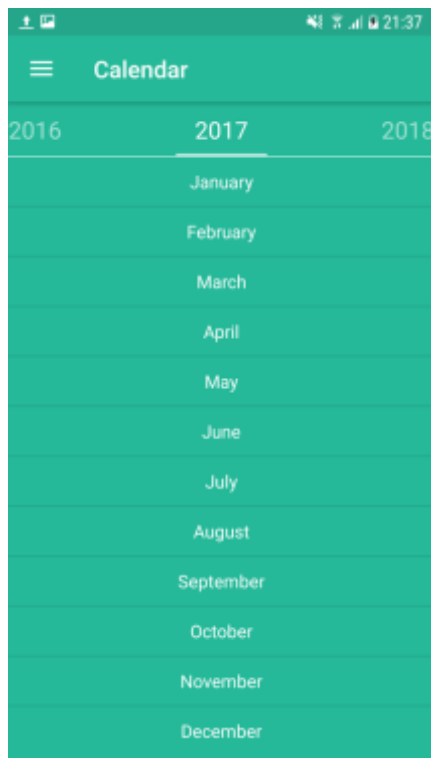 21:37
Calendar
2016 2017 2018
January
February
March
April
May
June
July
August
September
October
November
December